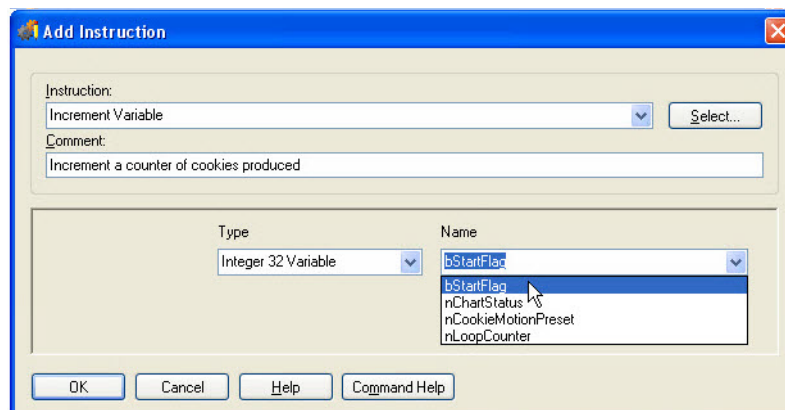 Add Instruction
Instruction:
Increment Variable
Select...
Comment:
Increment a counter of cookies produced
Type
Name
Integer 32 Variable
bStartFlag
bStartFlag
nChartStatus
nCookieMotionPreset
nLoopCounter
OK
Cancel
Help
Command Help